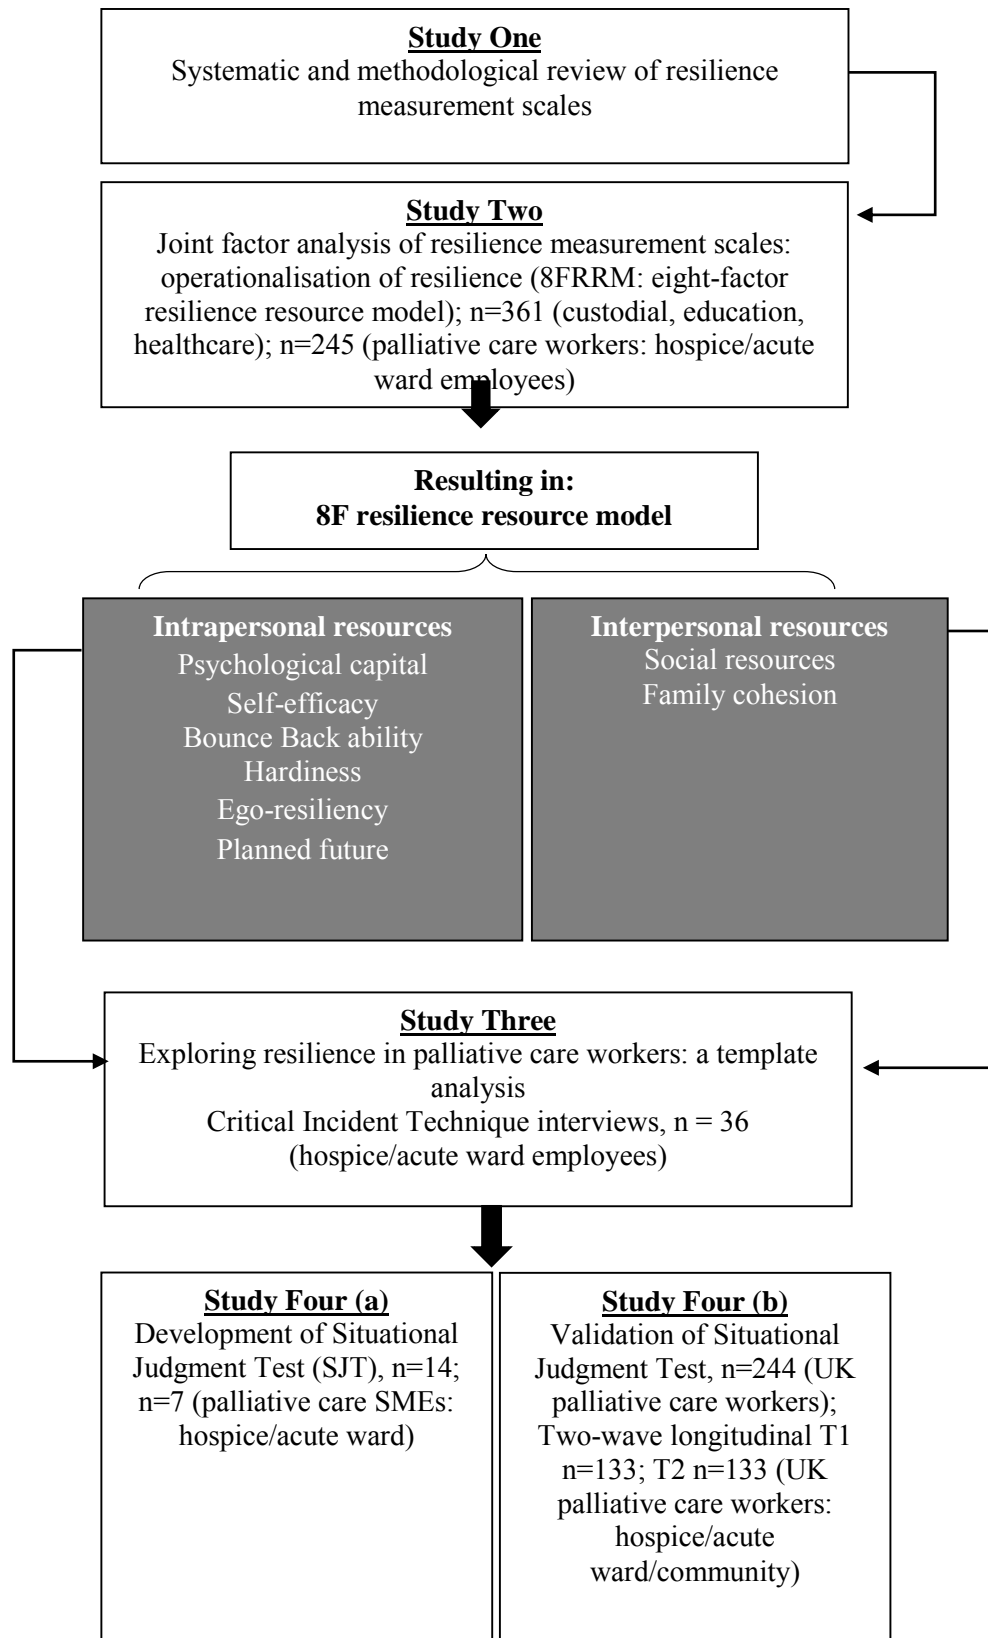 Study One
Systematic and methodological review of resilience
measurement scales
Study Two
Joint factor analysis of resilience measurement scales:
operationalisation of resilience (8FRRM: eight-factor
resilience resource model); n=361 (custodial, education,
healthcare); n=245 (palliative care workers: hospice/acute
ward employees)
Resulting in:
8F resilience resource model
Intrapersonal resources
Psychological capital
Self-efficacy
Bounce Back ability
Hardiness
Ego-resiliency
Planned future
Interpersonal resources
Social resources
Family cohesion
Study Three
Exploring resilience in palliative care workers: a template
analysis
Critical Incident Technique interviews, n = 36
(hospice/acute ward employees)
Study Four (a)
Development of Situational
Judgment Test (SJT), n=14;
n=7 (palliative care SMEs:
hospice/acute ward)
Study Four (b)
Validation of Situational
Judgment Test, n=244 (UK
palliative care workers);
Two-wave longitudinal T1
n=133; T2 n=133 (UK
palliative care workers:
hospice/acute
ward/community)